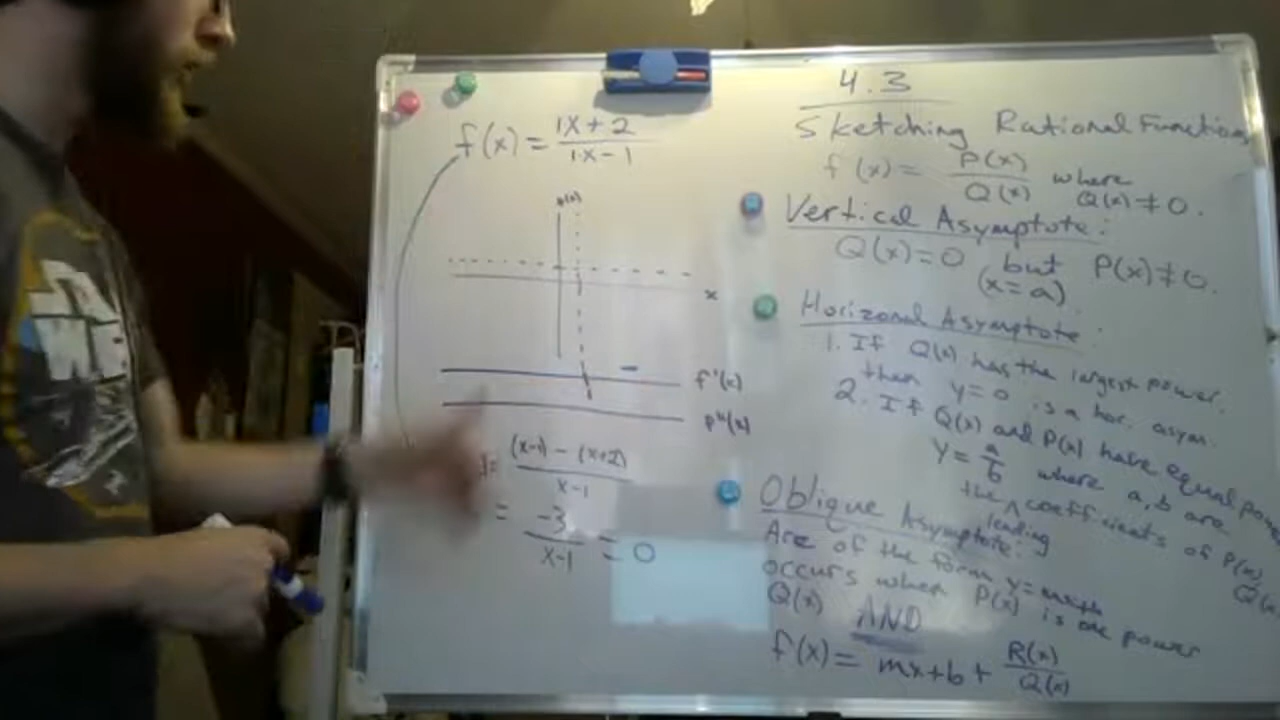 f(x) = 1x + 2 / 1x - 1
x
f'(x)
f''(x)
(x-1) - (x+2) / x-1
= -3 / x-1 = 0
4.3
Sketching Rational Functions
f(x) = P(x) / Q(x) where Q(x) ≠ 0.
Vertical Asymptote:
Q(x)=0 but P(x)≠0.
(x=a)
Horizonal Asymptote:
1. If Q(x) has the largest power.
then y=0 is a hor. asym.
2. If Q(x) and P(x) have equal power
y = a/b where a,b are
the leading coefficients of P(x)
Q(x)
Oblique Asymptote:
Are of the form y=mx+b
occurs when P(x) is one power
Q(x) AND
f(x) = mx+b + R(x) / Q(x)